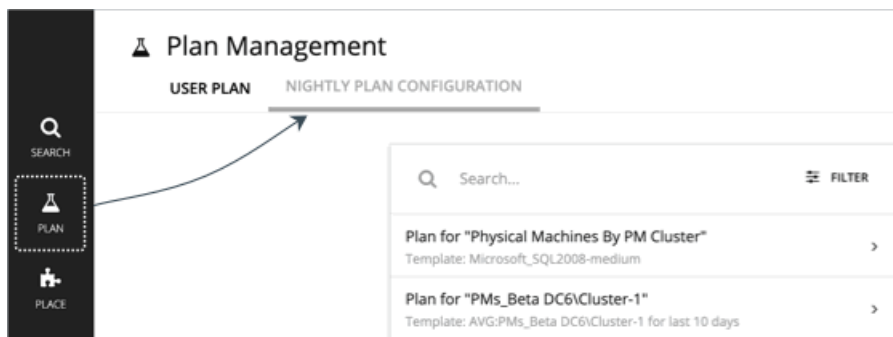 Plan Management
USER PLAN
NIGHTLY PLAN CONFIGURATION
SEARCH
PLAN
PLACE
Search...
FILTER
Plan for "Physical Machines By PM Cluster"
Template: Microsoft_SQL2008-medium
Plan for "PMs_Beta DC6\Cluster-1"
Template: AVG:PMs_Beta DC6\Cluster-1 for last 10 days